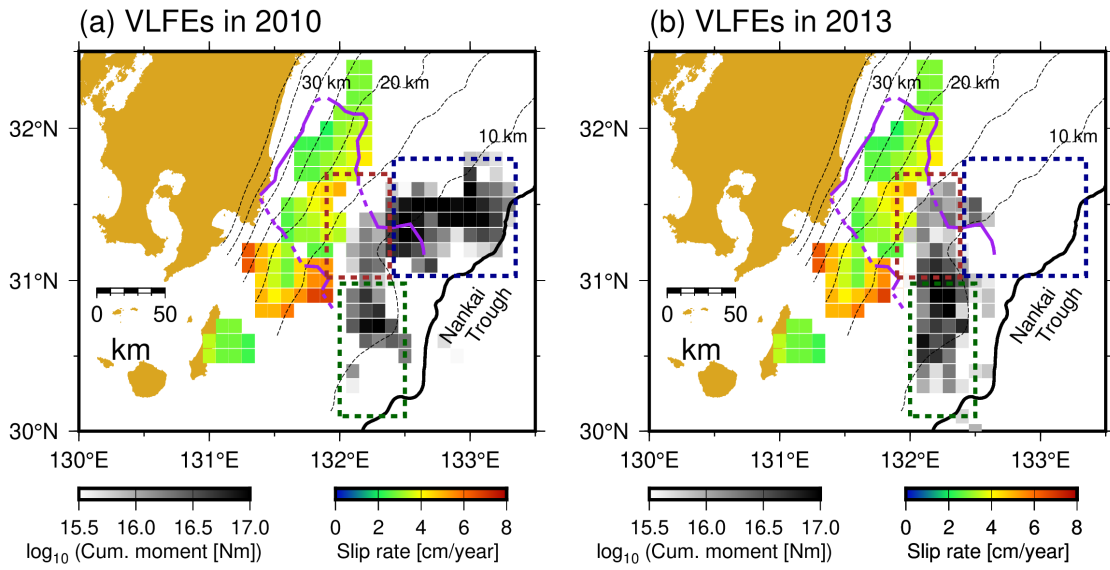 (a) VLFEs in 2010
30 km
20 km
10 km
32°N
31°N
30°N
0 50
km
Nankai
Trough
130°E 131°E 132°E 133°E
15.5 16.0 16.5 17.0
log10 (Cum. moment [Nm])
0 2 4 6 8
Slip rate [cm/year]
(b) VLFEs in 2013
30 km
20 km
10 km
32°N
31°N
30°N
0 50
km
Nankai
Trough
130°E 131°E 132°E 133°E
15.5 16.0 16.5 17.0
log10 (Cum. moment [Nm])
0 2 4 6 8
Slip rate [cm/year]